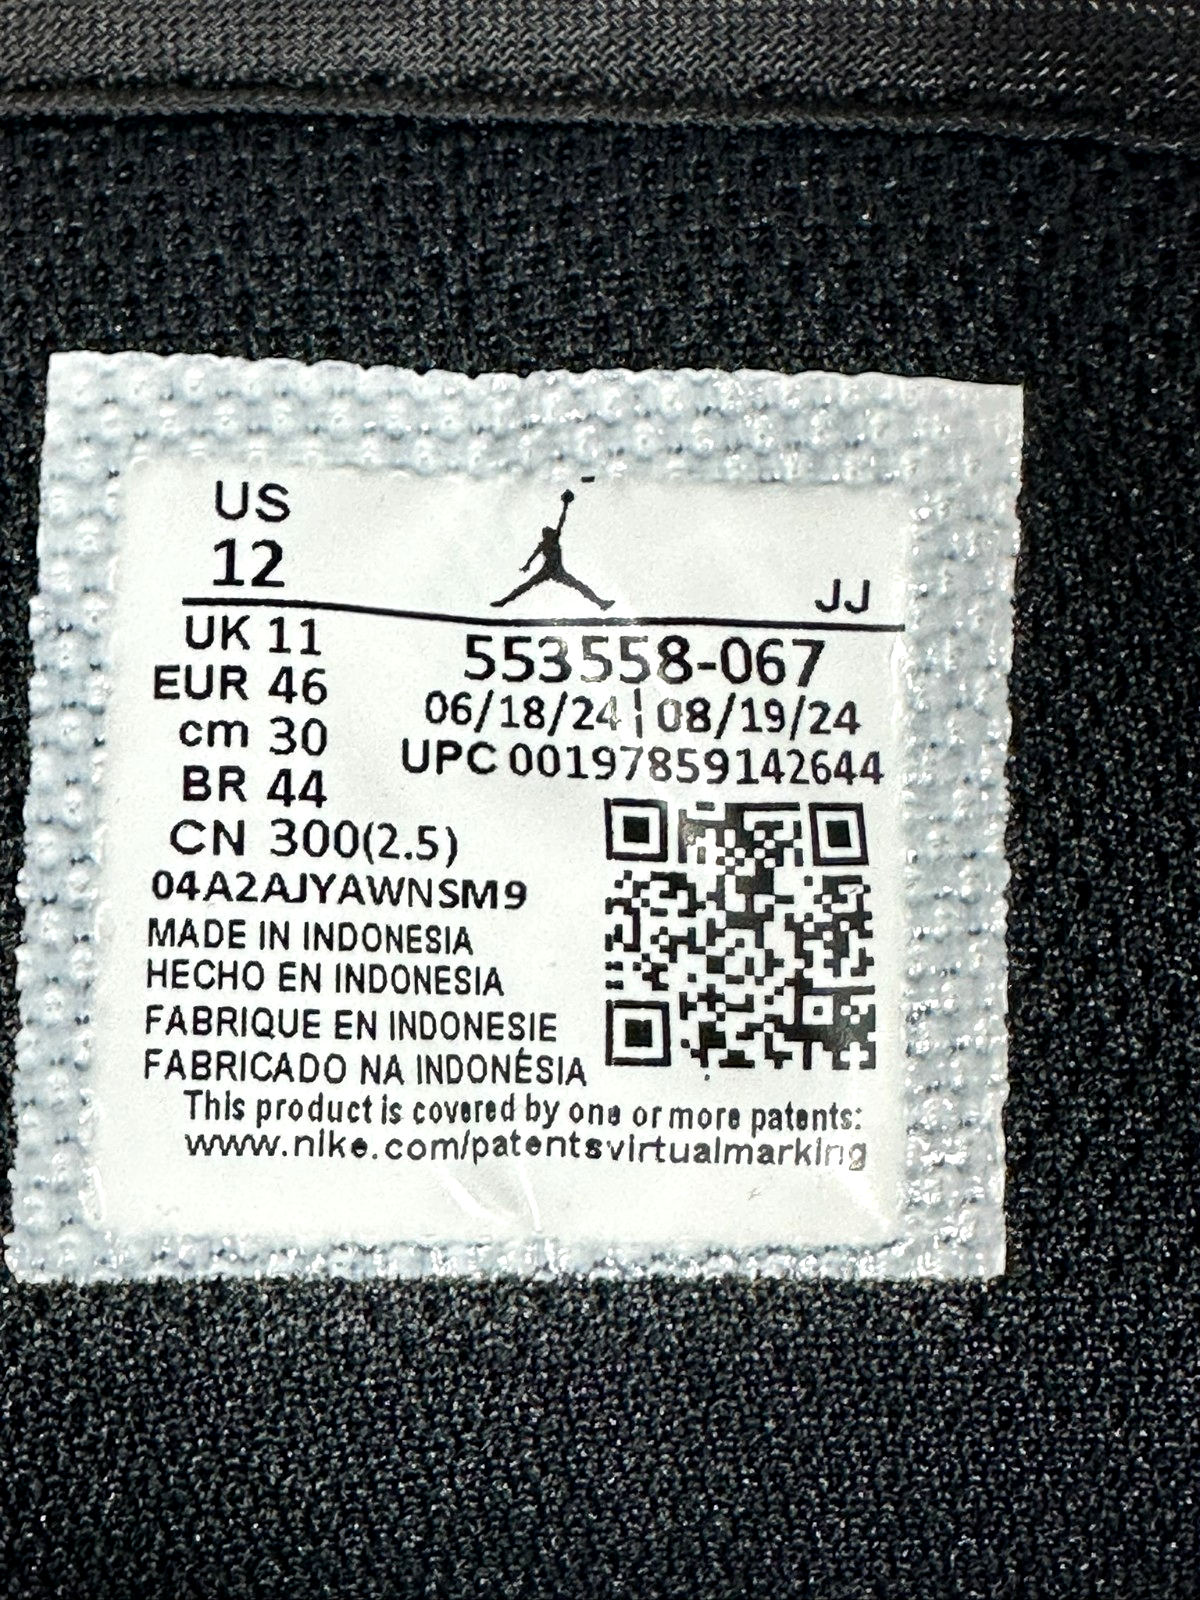 US
12
JJ
UK 11
EUR 46
cm 30
BR 44
CN 300(2.5)
553558-067
06/18/24 ¦ 08/19/24
UPC 00197859142644
04A2AJYAWNSM9
MADE IN INDONESIA
HECHO EN INDONESIA
FABRIQUE EN INDONESIE
FABRICADO NA INDONÉSIA
This product is covered by one or more patents:
www.nike.com/patentsvirtualmarking